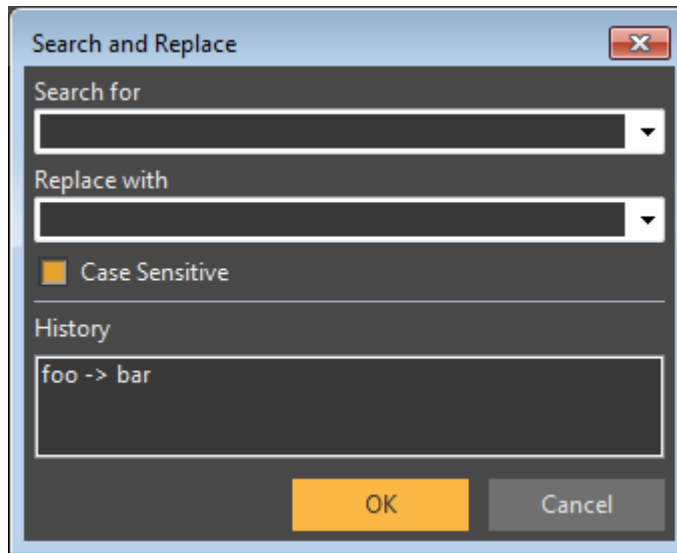 Search and Replace
Search for
Replace with
Case Sensitive
History
foo -> bar
OK
Cancel